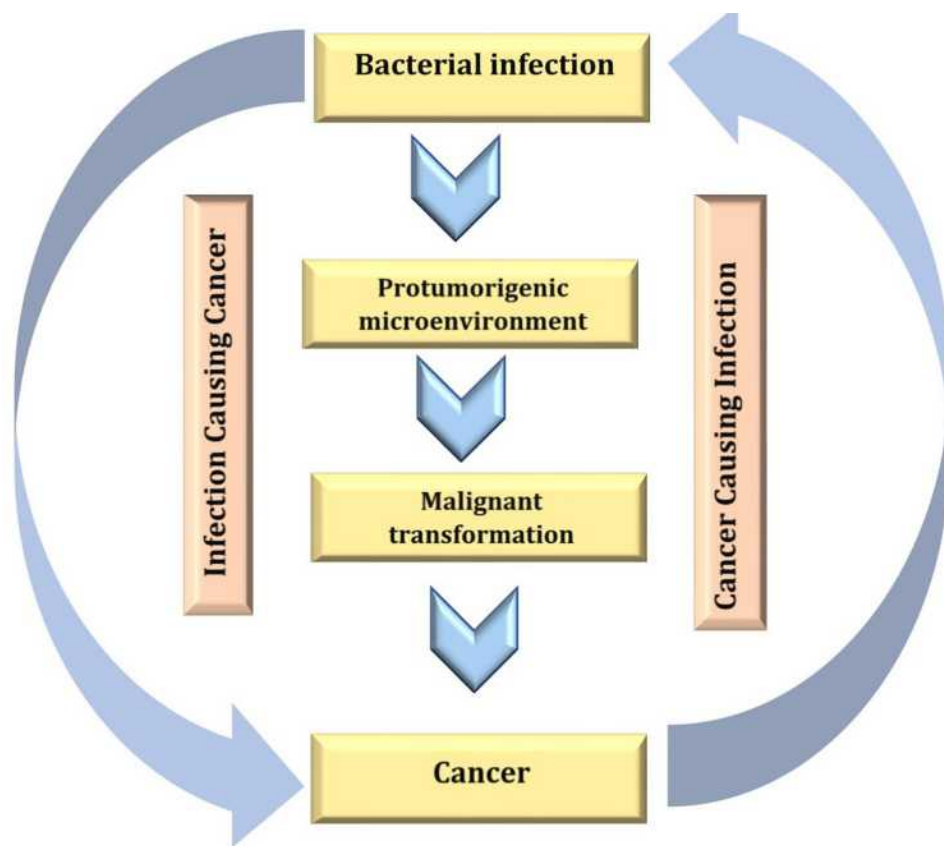 Bacterial infection
Infection Causing Cancer
Cancer Causing Infection
Protumorigenic
microenvironment
Malignant
transformation
Cancer